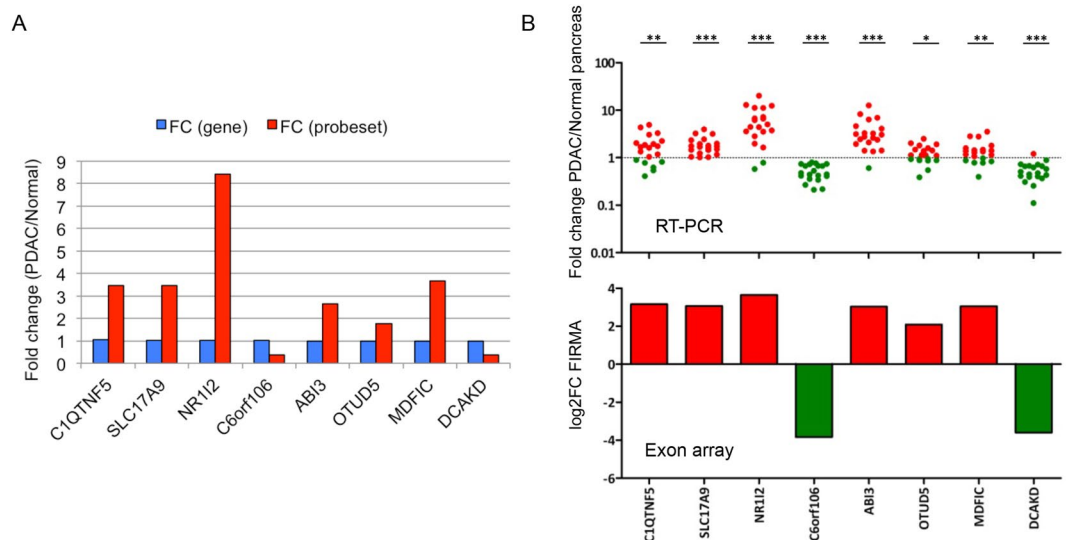 A
FC (gene) FC (probeset)
Fold change (PDAC/Normal)
9
8
7
6
5
4
3
2
1
0
C1QTNF5 SLC17A9 NR1I2 C6orf106 ABI3 OTUD5 MDFIC DCAKD
B
** *** *** *** *** * ** ***
Fold change PDAC/Normal pancreas
100
10
1
0.1
0.01
RT-PCR
log2FC FIRMA
4
2
0
-2
-4
-6
Exon array
C1QTNF5 SLC17A9 NR1I2 C6orf106 ABI3 OTUD5 MDFIC DCAKD